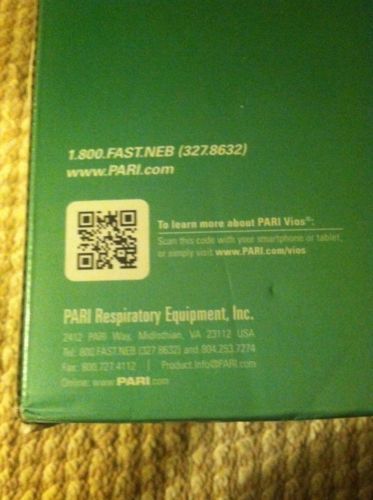 1.800.FAST.NEB (327.8632)
www.PARI.com
To learn more about PARI Vios®:
Scan this code with your smartphone or tablet,
or simply visit www.PARI.com/vios
PARI Respiratory Equipment, Inc.
2412 PARI Way, Midlothian, VA 23112 USA
Tel: 800.FAST.NEB (327.8632) and 804.253.7274
Fax: 800.727.4112 | Product.Info@PARI.com
Online: www.PARI.com